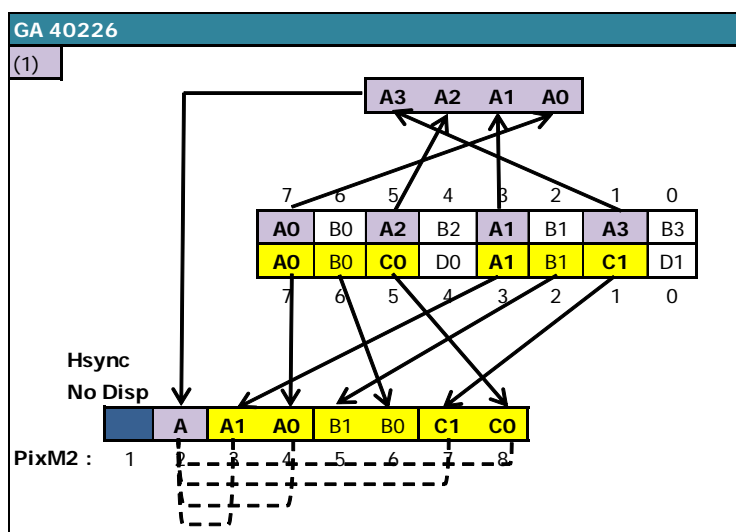 GA 40226
(1)
A3 A2 A1 A0
7 6 5 4 3 2 1 0
A0 B0 A2 B2 A1 B1 A3 B3
A0 B0 C0 D0 A1 B1 C1 D1
7 6 5 4 3 2 1 0
Hsync
No Disp
A A1 A0 B1 B0 C1 C0
PixM2 : 1 2 3 4 5 6 7 8